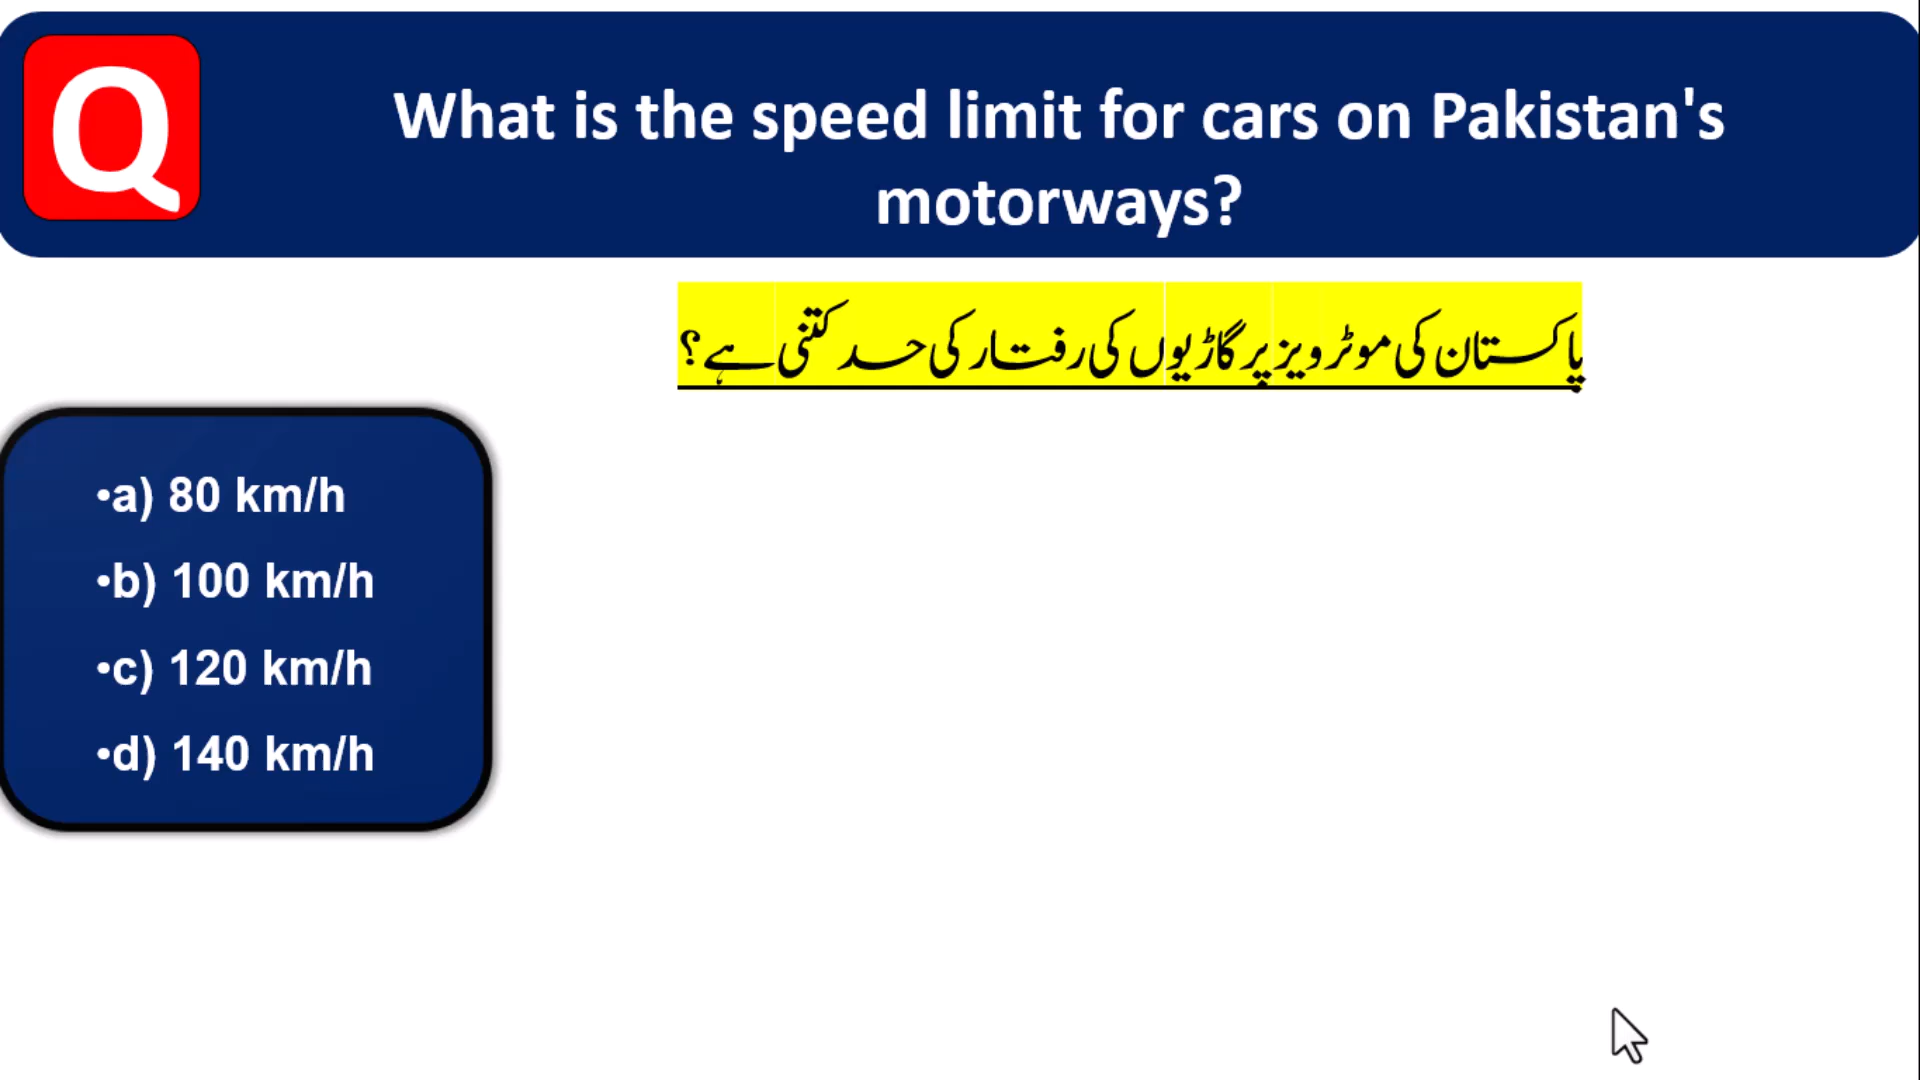 Q
What is the speed limit for cars on Pakistan's
motorways?
پاکستان کی موٹرویز پر گاڑیوں کی رفتار کی حد کتنی ہے؟
•a) 80 km/h
•b) 100 km/h
•c) 120 km/h
•d) 140 km/h